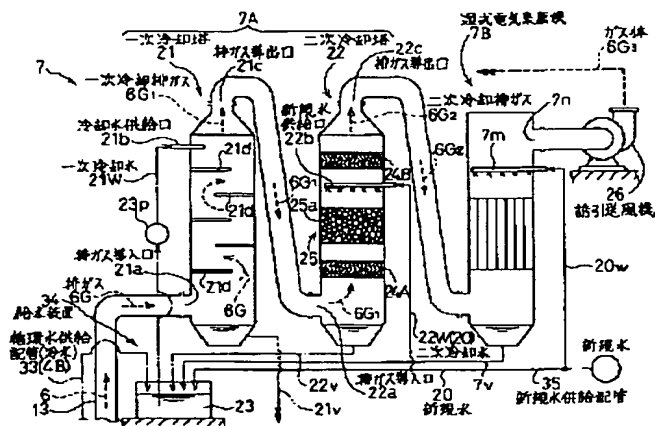 7A
一次冷却塔
21
二次冷却塔
22
湿式電気集塵機
7B
ガス体
6G3
7
排ガス導出口
21c
22c
排ガス導出口
一次冷却排ガス
6G1
新規水
供給口
22b
6G2
二次冷却排ガス
7n
冷却水供給口
21b
21d
24B
6G2
7m
一次冷却水
21W
6G1
25a
21d
26
誘引送風機
23P
25
排ガス導入口
21a
排ガス
6G
21d
6G
24A
6G1
20w
34
給水装置
循環水供給
配管(冷水)
33(4B)
22W(20)
二次冷却水
新規水
排ガス導入口
22a
7v
6
13
23
22v
21v
20
新規水
35
新規水供給配管